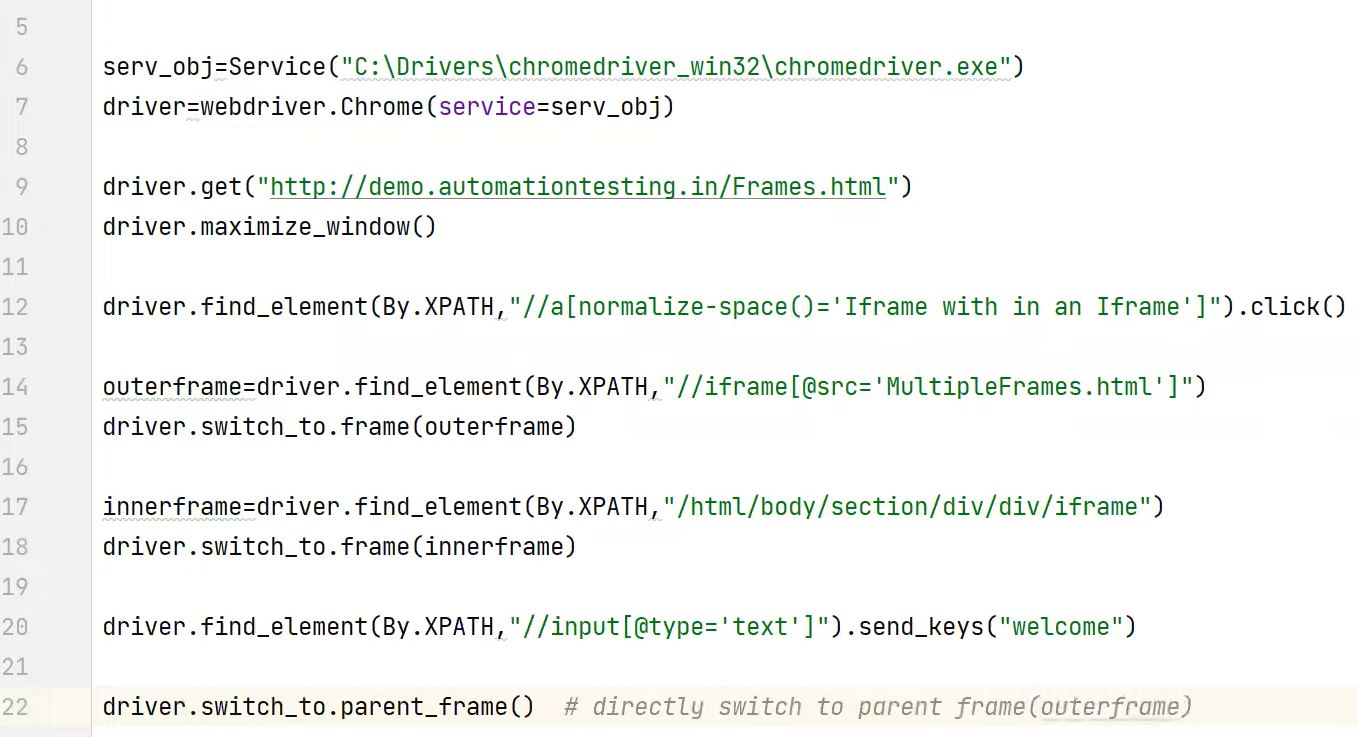 5
6 serv_obj=Service("C:\Drivers\chromedriver_win32\chromedriver.exe")
7 driver=webdriver.Chrome(service=serv_obj)
8
9 driver.get("http://demo.automationtesting.in/Frames.html")
10 driver.maximize_window()
11
12 driver.find_element(By.XPATH,"//a[normalize-space()='Iframe with in an Iframe']").click()
13
14 outerframe=driver.find_element(By.XPATH,"//iframe[@src='MultipleFrames.html']")
15 driver.switch_to.frame(outerframe)
16
17 innerframe=driver.find_element(By.XPATH,"/html/body/section/div/div/iframe")
18 driver.switch_to.frame(innerframe)
19
20 driver.find_element(By.XPATH,"//input[@type='text']").send_keys("welcome")
21
22 driver.switch_to.parent_frame()  # directly switch to parent frame(outerframe)